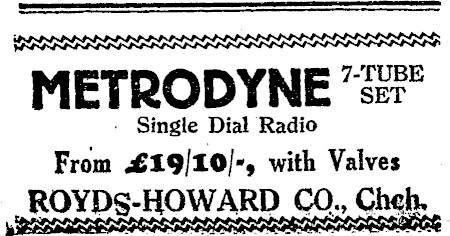 METRODYNE 7-TUBE SET
Single Dial Radio
From £19/10/-, with Valves
ROYDS-HOWARD CO., Chch.